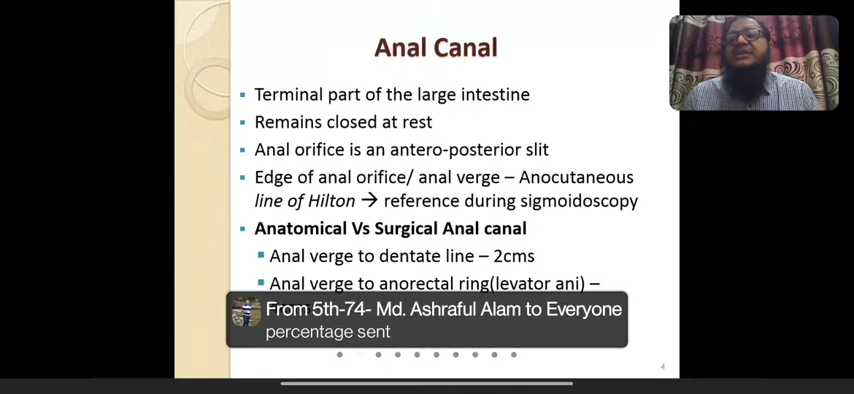 Anal Canal
Terminal part of the large intestine
Remains closed at rest
Anal orifice is an antero-posterior slit
Edge of anal orifice/ anal verge – Anocutaneous
line of Hilton → reference during sigmoidoscopy
Anatomical Vs Surgical Anal canal
Anal verge to dentate line – 2cms
Anal verge to anorectal ring(levator ani) –
From 5th-74- Md. Ashraful Alam to Everyone
percentage sent
4